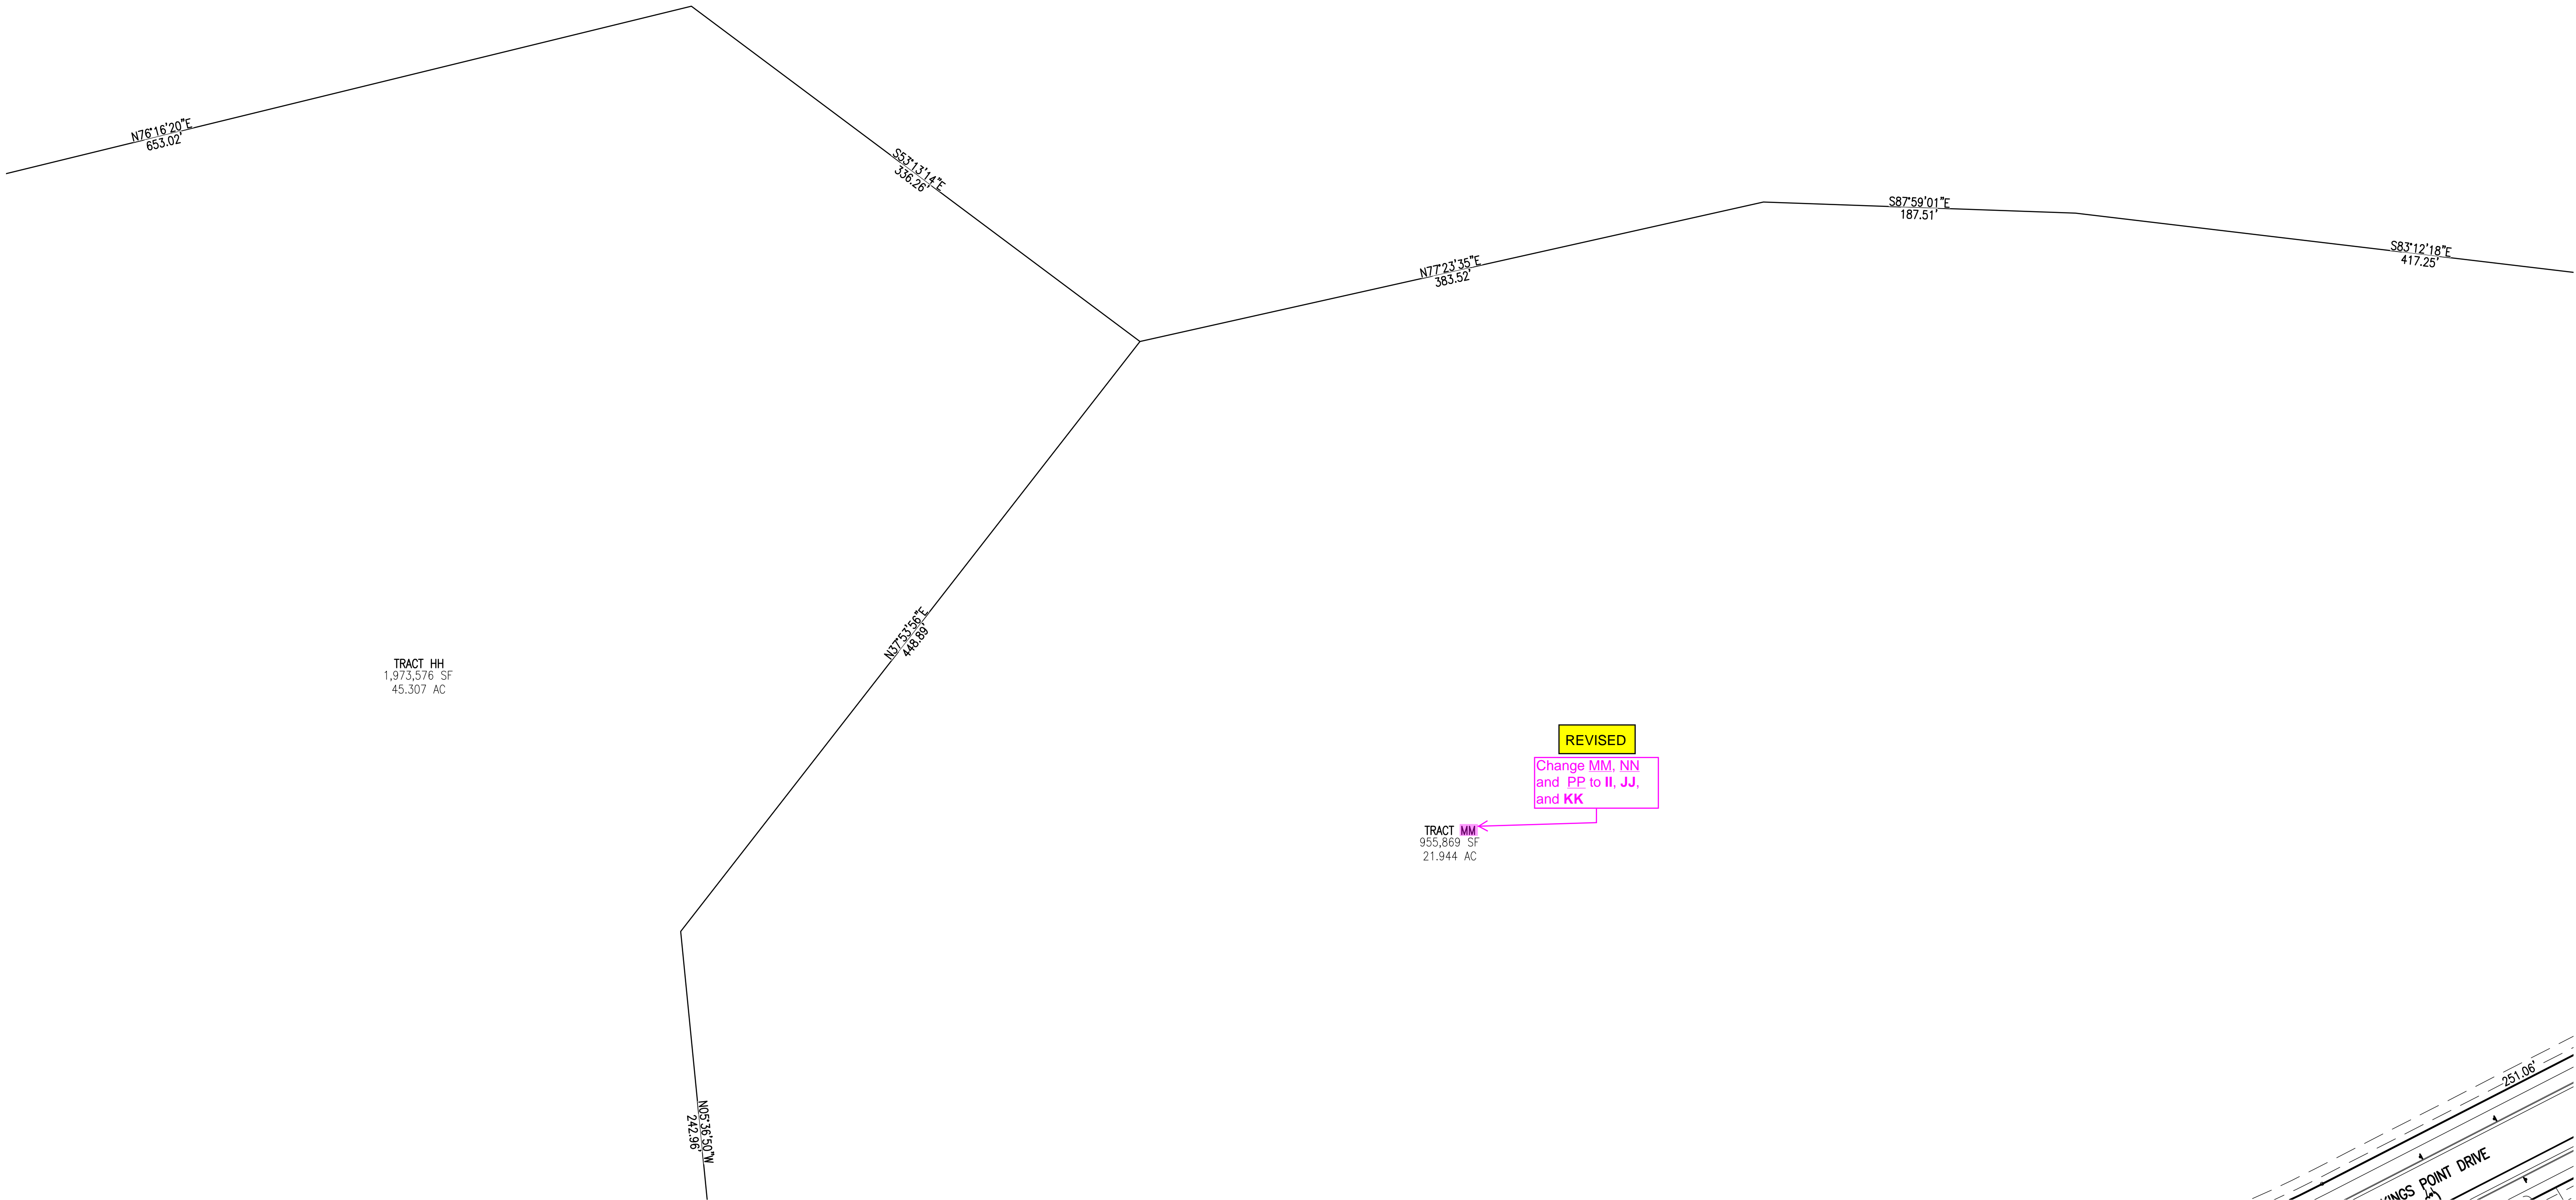 N76°16'20"E
653.02'
S53°13'14"E
336.26'
S87°59'01"E
187.51'
S83°12'18"E
417.25'
N77°23'35"E
383.52'
N37°53'56"E
448.89'
TRACT HH
1,973,576 SF
45.307 AC
REVISED
Change MM, NN
and PP to II, JJ,
and KK
TRACT MM
955,869 SF
21.944 AC
N05°36'50"W
242.96'
251.06'
POINT DRIVE